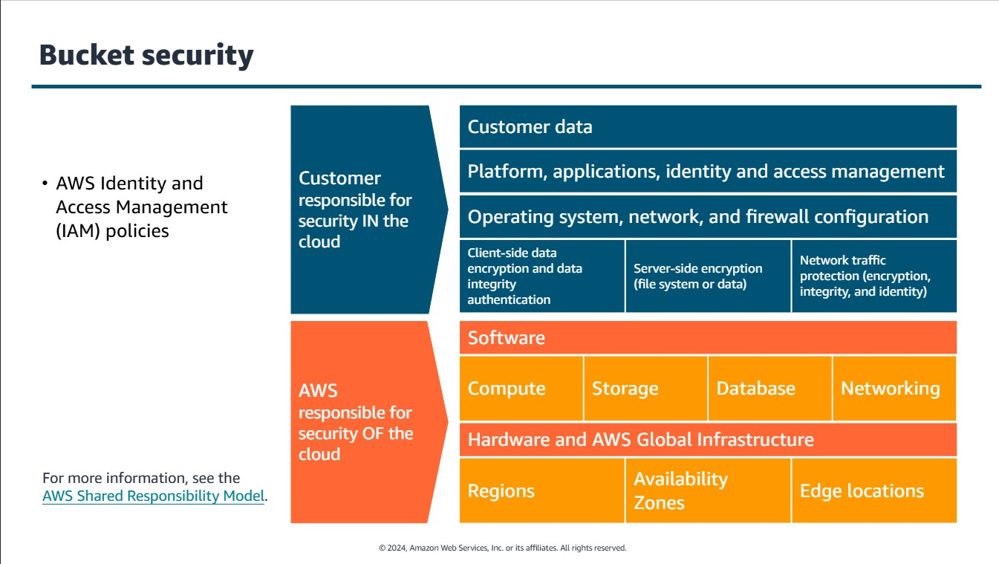 Bucket security
• AWS Identity and
Access Management
(IAM) policies
For more information, see the
AWS Shared Responsibility Model.
Customer
responsible for
security IN the
cloud
Customer data
Platform, applications, identity and access management
Operating system, network, and firewall configuration
Client-side data
encryption and data
integrity
authentication
Server-side encryption
(file system or data)
Network traffic
protection (encryption,
integrity, and identity)
AWS
responsible for
security OF the
cloud
Software
Compute
Storage
Database
Networking
Hardware and AWS Global Infrastructure
Regions
Availability
Zones
Edge locations
© 2024, Amazon Web Services, Inc. or its affiliates. All rights reserved.